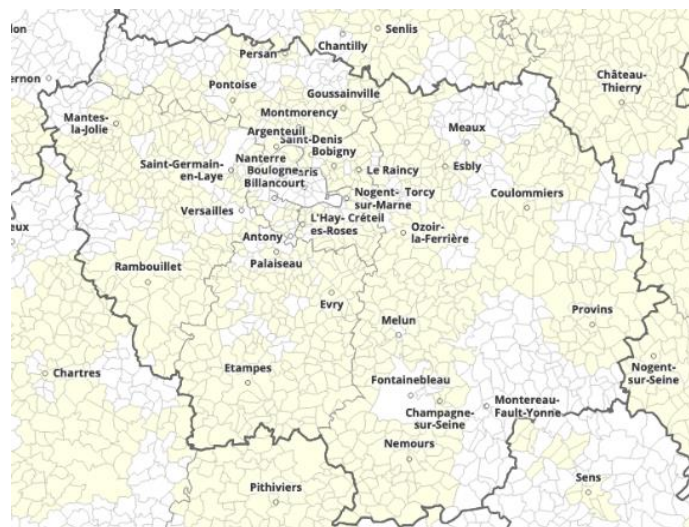 Senlis
Chantilly
Persan
Château-
Thierry
ernon
Pontoise
Goussainville
Mantes-
la-Jolie
Montmorency
Meaux
Argenteuil
Saint-Denis
Nanterre
Bobigny
Saint-Germain-
en-Laye
Boulogne
aris
Billancourt
Le Raincy
Esbly
Nogent-
sur-Marne
Torcy
Coulommiers
Versailles
L'Hay-
es-Roses
Créteil
Ozoir-
la-Ferrière
eux
Antony
Palaiseau
Rambouillet
Evry
Provins
Melun
Nogent-
sur-Seine
Chartres
Etampes
Fontainebleau
Champagne-
sur-Seine
Montereau-
Fault-Yonne
Nemours
Pithiviers
Sens